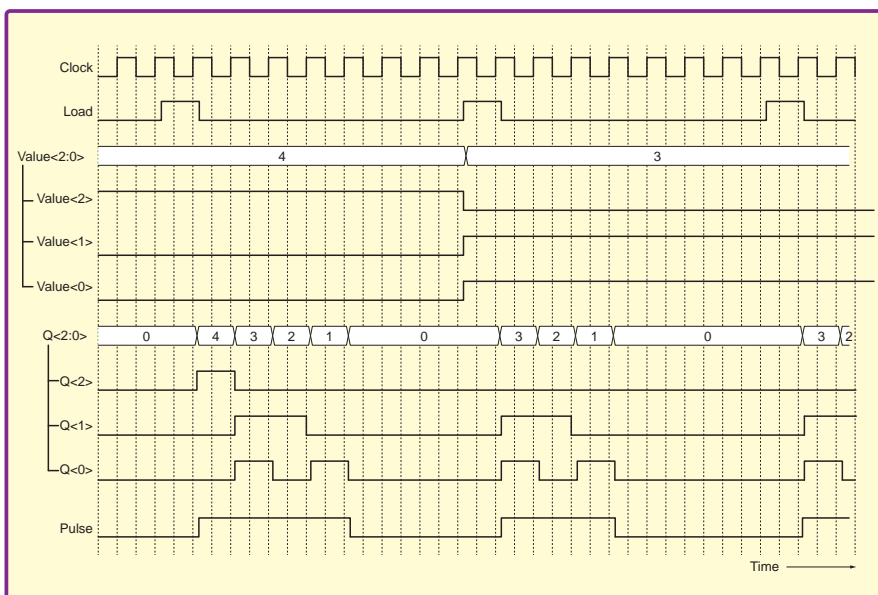 Clock
Load
Value<2:0> 4 3
Value<2>
Value<1>
Value<0>
Q<2:0> 0 4 3 2 1 0 3 2 1 0 3 2
Q<2>
Q<1>
Q<0>
Pulse
Time